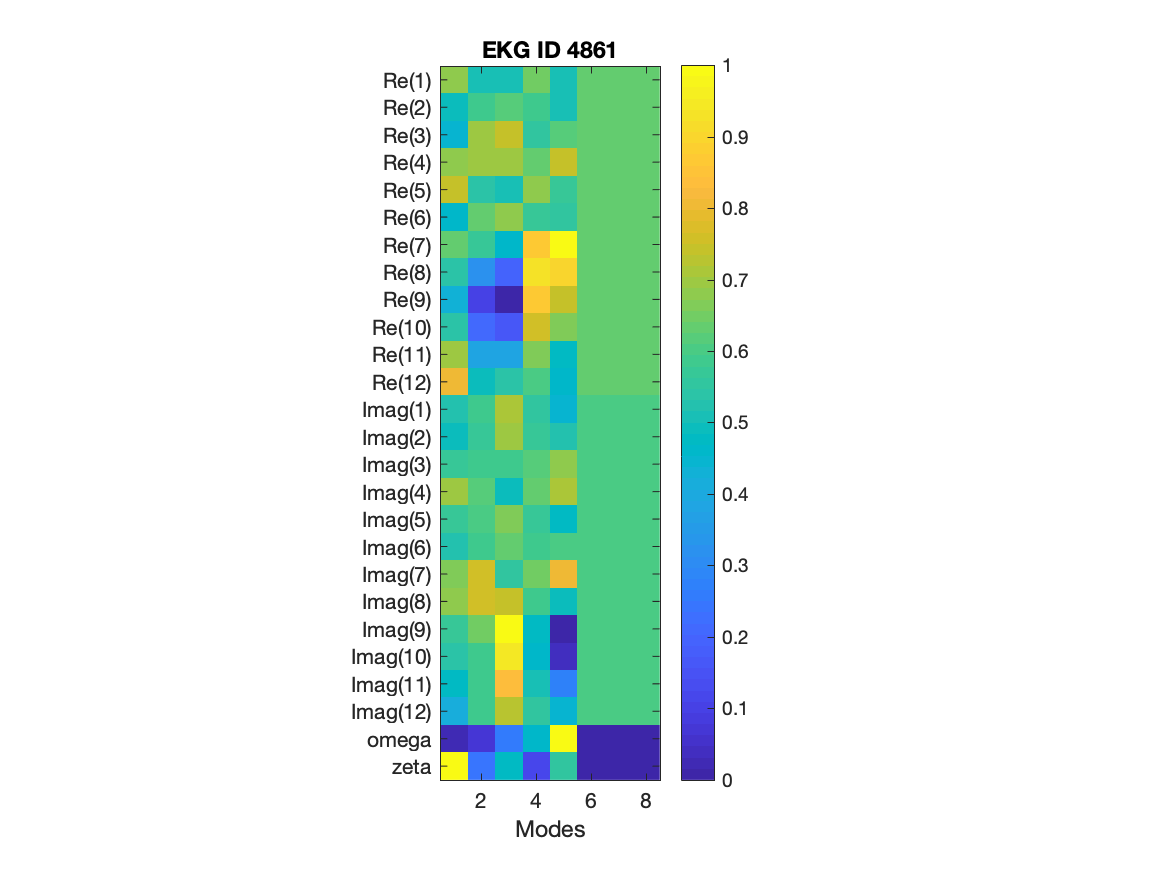 EKG ID 4861
Re(1)
Re(2)
Re(3)
Re(4)
Re(5)
Re(6)
Re(7)
Re(8)
Re(9)
Re(10)
Re(11)
Re(12)
Imag(1)
Imag(2)
Imag(3)
Imag(4)
Imag(5)
Imag(6)
Imag(7)
Imag(8)
Imag(9)
Imag(10)
Imag(11)
Imag(12)
omega
zeta
2 4 6 8
Modes
1
0.9
0.8
0.7
0.6
0.5
0.4
0.3
0.2
0.1
0